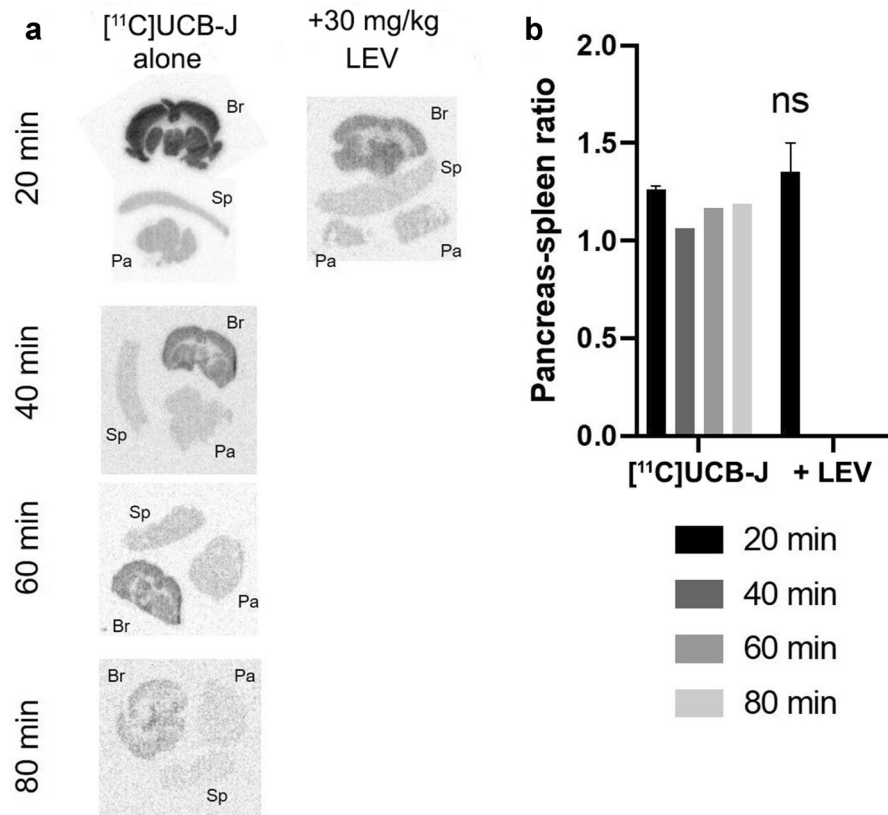 a
[¹¹C]UCB-J
alone
+30 mg/kg
LEV
20 min
Br
Sp
Pa
Br
Sp
Pa
Pa
40 min
Br
Sp
Pa
60 min
Sp
Pa
Br
80 min
Br
Pa
Sp
b
Pancreas-spleen ratio
2.0
1.5
1.0
0.5
0.0
ns
[¹¹C]UCB-J
+ LEV
20 min
40 min
60 min
80 min